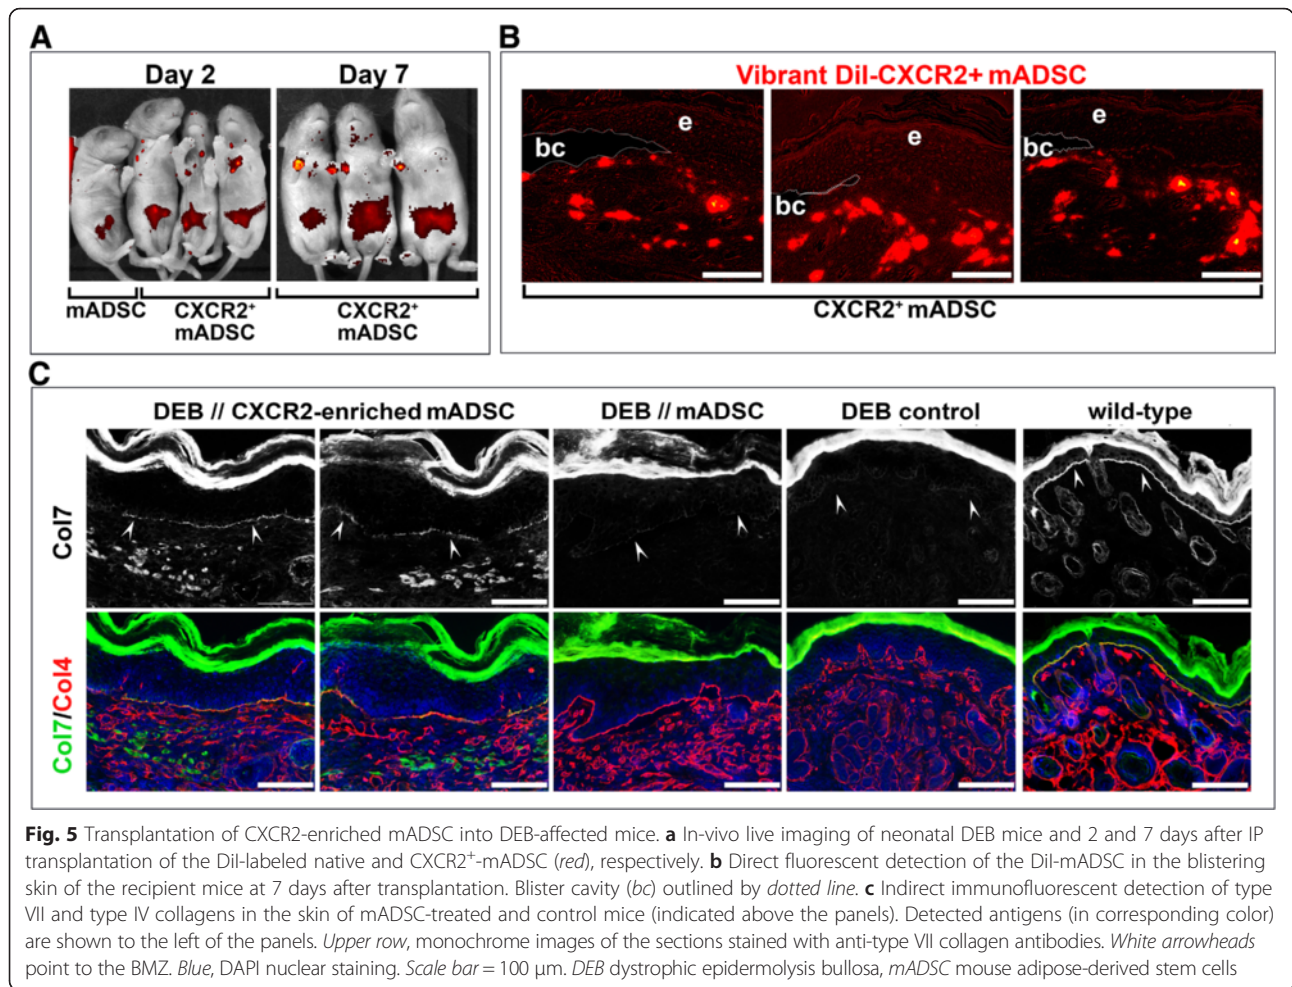 A
Day 2
Day 7
mADSC
CXCR2⁺
mADSC
CXCR2⁺
mADSC
B
Vibrant DiI-CXCR2+ mADSC
bc
e
bc
e
bc
e
CXCR2⁺ mADSC
C
DEB // CXCR2-enriched mADSC
DEB // mADSC
DEB control
wild-type
Col7
Col7/Col4
Fig. 5 Transplantation of CXCR2-enriched mADSC into DEB-affected mice. a In-vivo live imaging of neonatal DEB mice and 2 and 7 days after IP
transplantation of the DiI-labeled native and CXCR2⁺-mADSC (red), respectively. b Direct fluorescent detection of the DiI-mADSC in the blistering
skin of the recipient mice at 7 days after transplantation. Blister cavity (bc) outlined by dotted line. c Indirect immunofluorescent detection of type
VII and type IV collagens in the skin of mADSC-treated and control mice (indicated above the panels). Detected antigens (in corresponding color)
are shown to the left of the panels. Upper row, monochrome images of the sections stained with anti-type VII collagen antibodies. White arrowheads
point to the BMZ. Blue, DAPI nuclear staining. Scale bar = 100 μm. DEB dystrophic epidermolysis bullosa, mADSC mouse adipose-derived stem cells